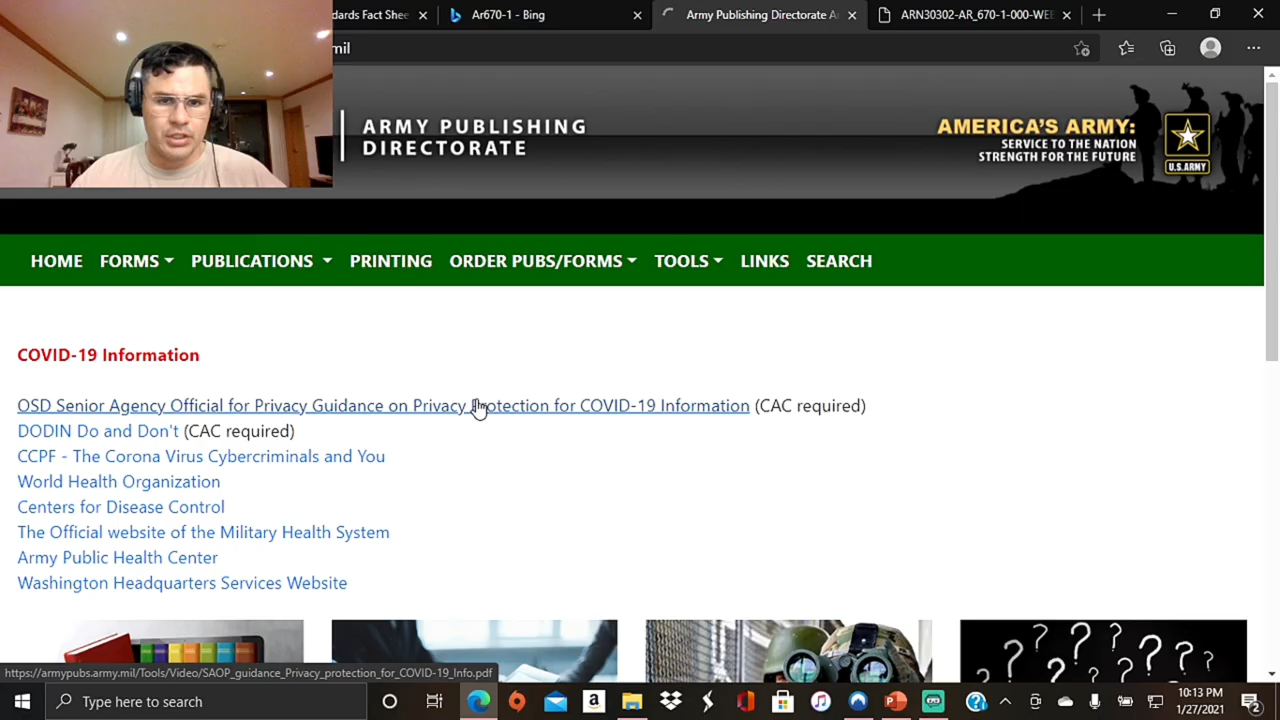 dards Fact Shee
Ar670-1 - Bing
Army Publishing Directorate A
ARN30302-AR_670-1-000-WEB
mil
ARMY PUBLISHING
DIRECTORATE
AMERICA'S ARMY:
SERVICE TO THE NATION
STRENGTH FOR THE FUTURE
U.S.ARMY
HOME FORMS PUBLICATIONS PRINTING ORDER PUBS/FORMS TOOLS LINKS SEARCH
COVID-19 Information
OSD Senior Agency Official for Privacy Guidance on Privacy Protection for COVID-19 Information (CAC required)
DODIN Do and Don't (CAC required)
CCPF - The Corona Virus Cybercriminals and You
World Health Organization
Centers for Disease Control
The Official website of the Military Health System
Army Public Health Center
Washington Headquarters Services Website
https://armypubs.army.mil/Tools/Video/SAOP_guidance_Privacy_protection_for_COVID-19_Info.pdf
Type here to search
10:13 PM
1/27/2021
2